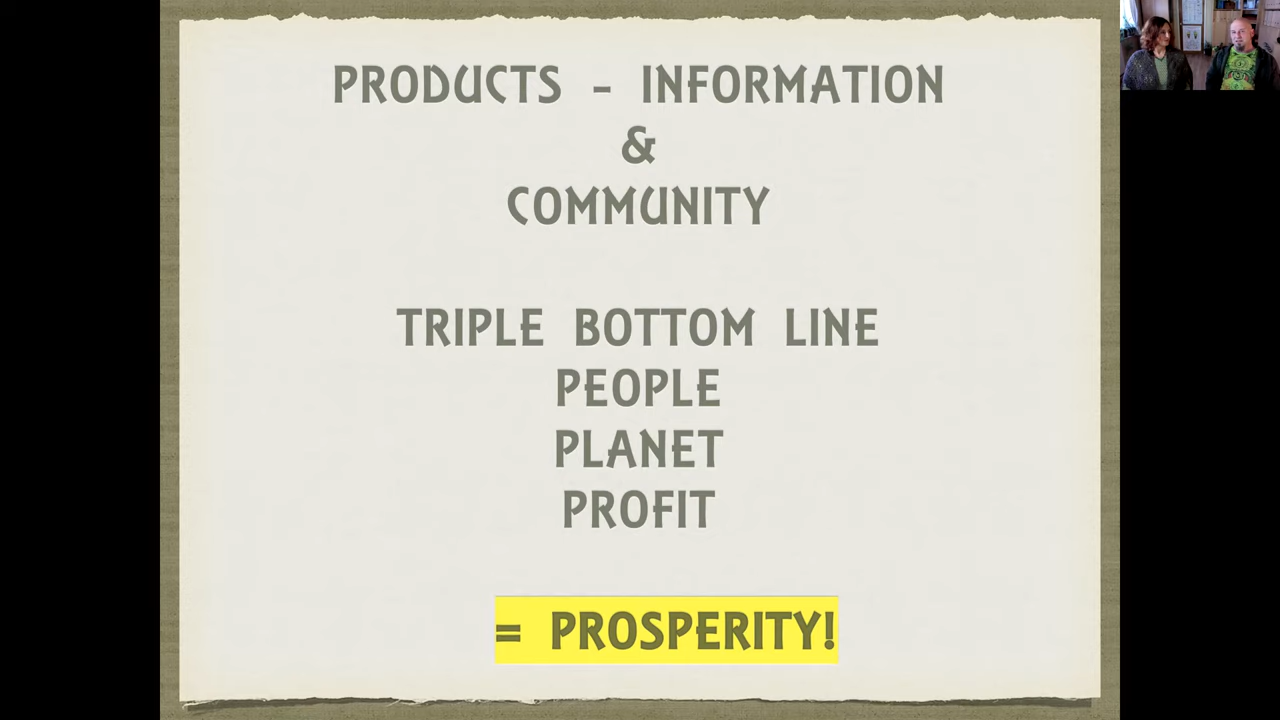 PRODUCTS - INFORMATION
&
COMMUNITY
TRIPLE BOTTOM LINE
PEOPLE
PLANET
PROFIT
= PROSPERITY!